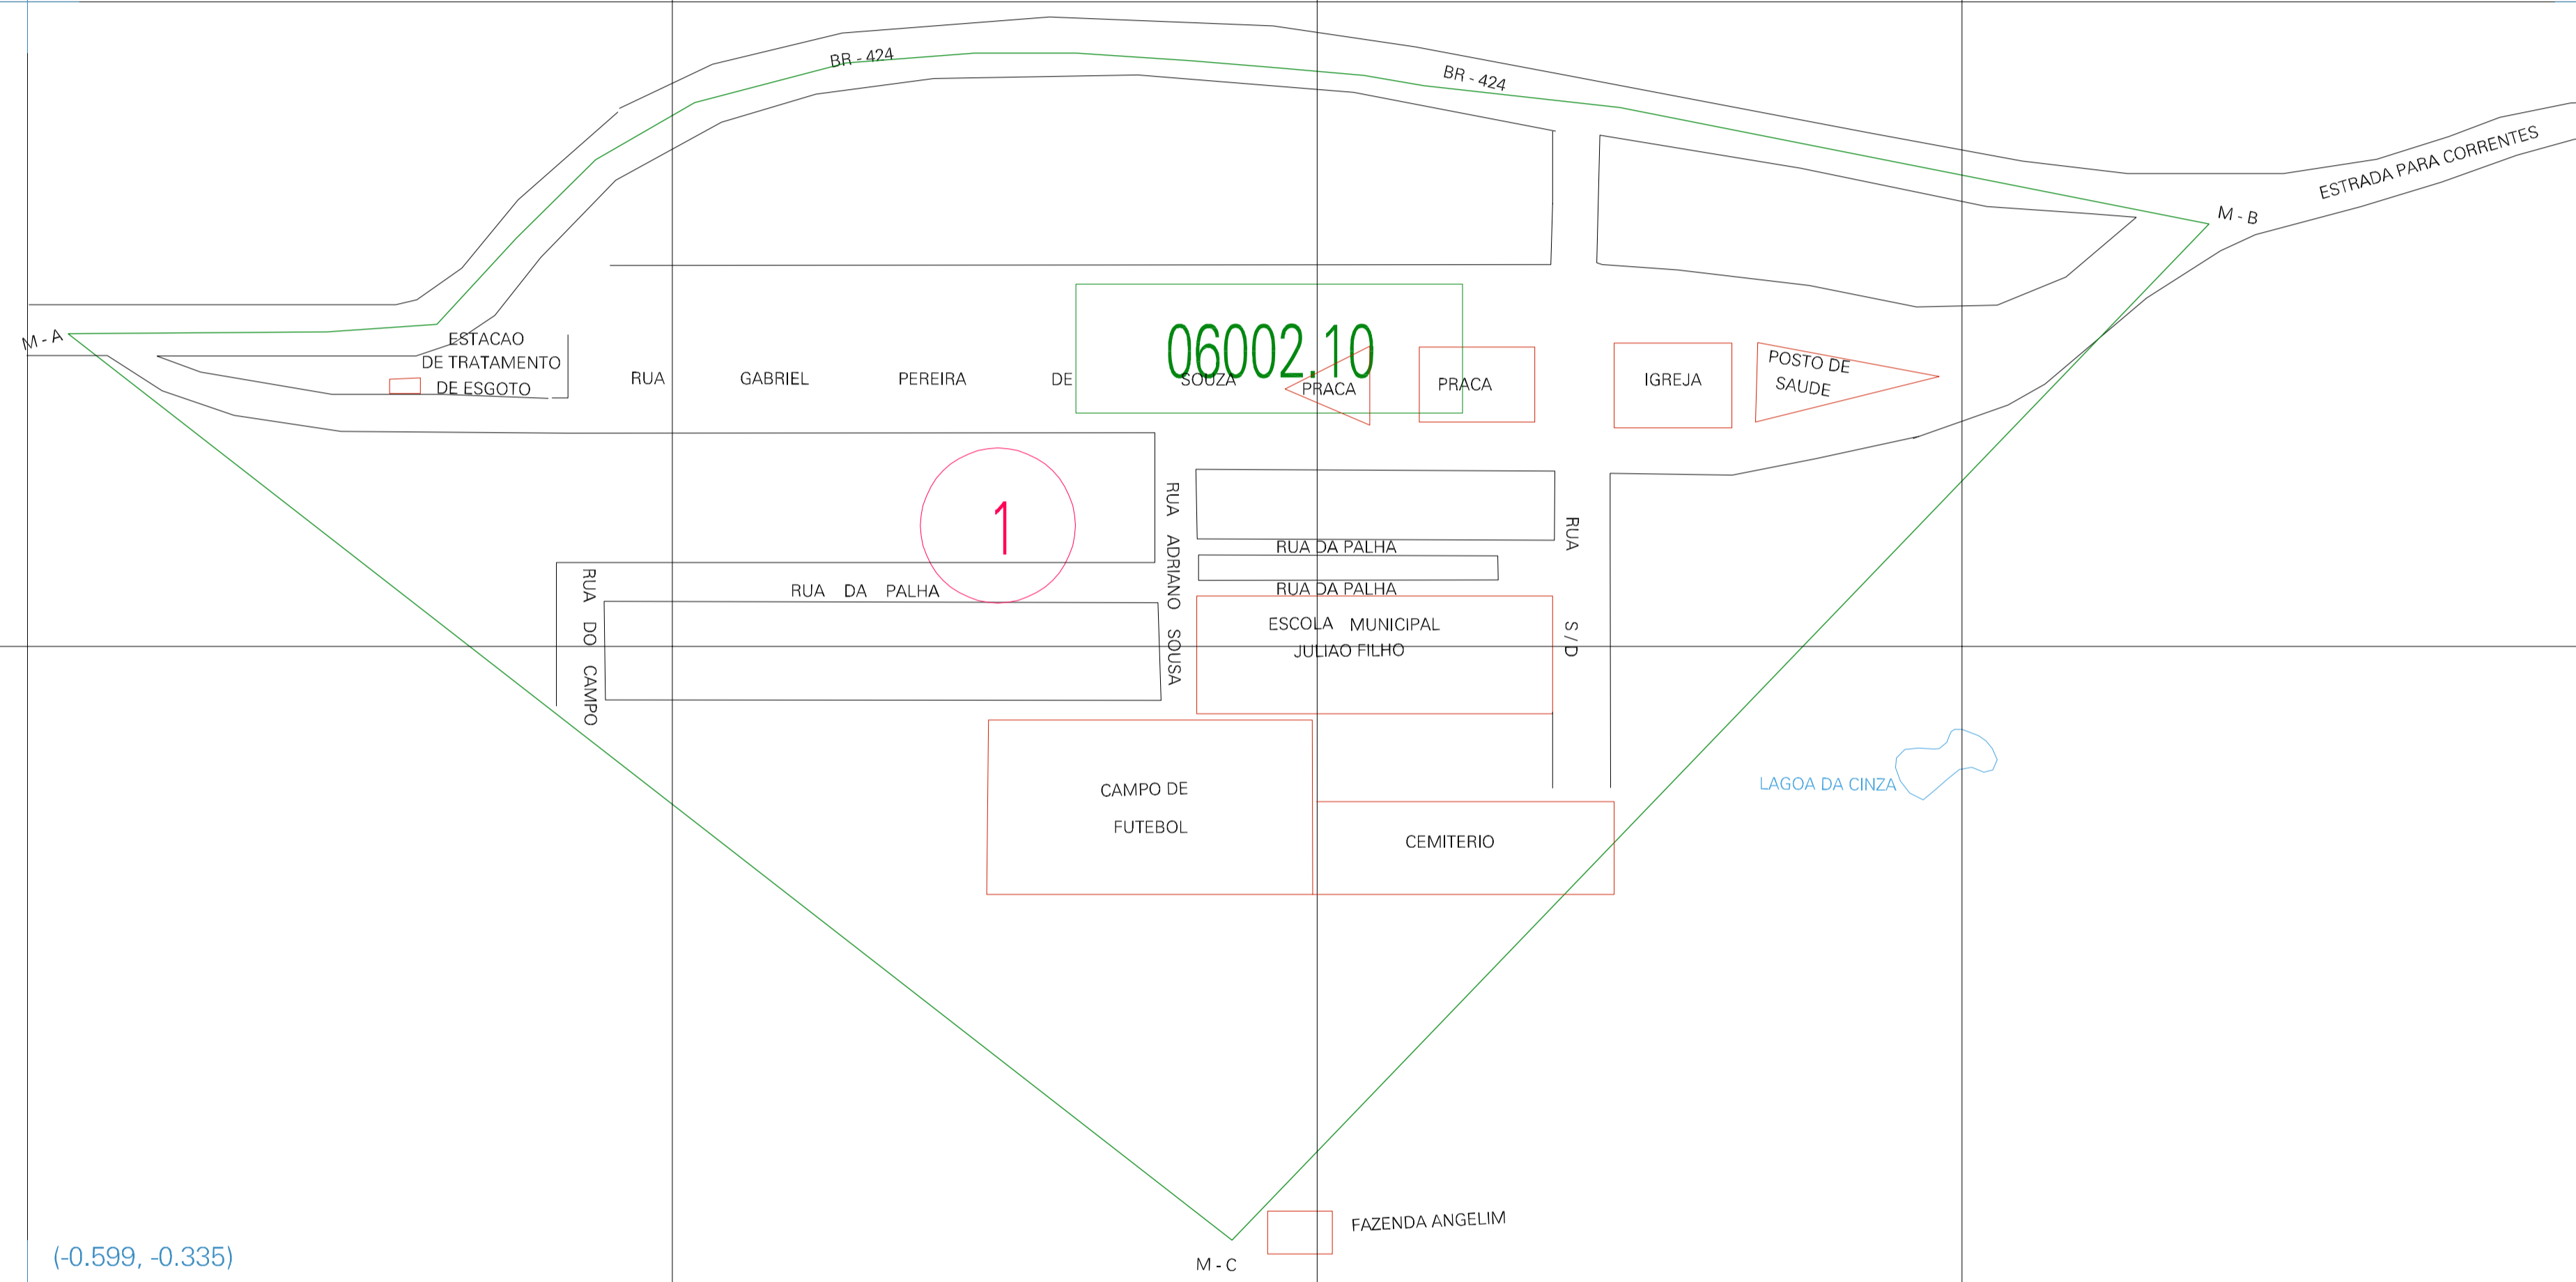 BR - 424
BR - 424
ESTRADA PARA CORRENTES
M - B
M - A
ESTACAO
DE TRATAMENTO
DE ESGOTO
06002.10
RUA GABRIEL PEREIRA DE SOUZA
PRACA
PRACA
IGREJA
POSTO DE
SAUDE
1
RUA ADRIANO SOUSA
RUA DA PALHA
RUA S / D
RUA DO CAMPO
RUA DA PALHA
RUA DA PALHA
ESCOLA MUNICIPAL
JULIAO FILHO
CAMPO DE
FUTEBOL
LAGOA DA CINZA
CEMITERIO
FAZENDA ANGELIM
M - C
(-0.599, -0.335)